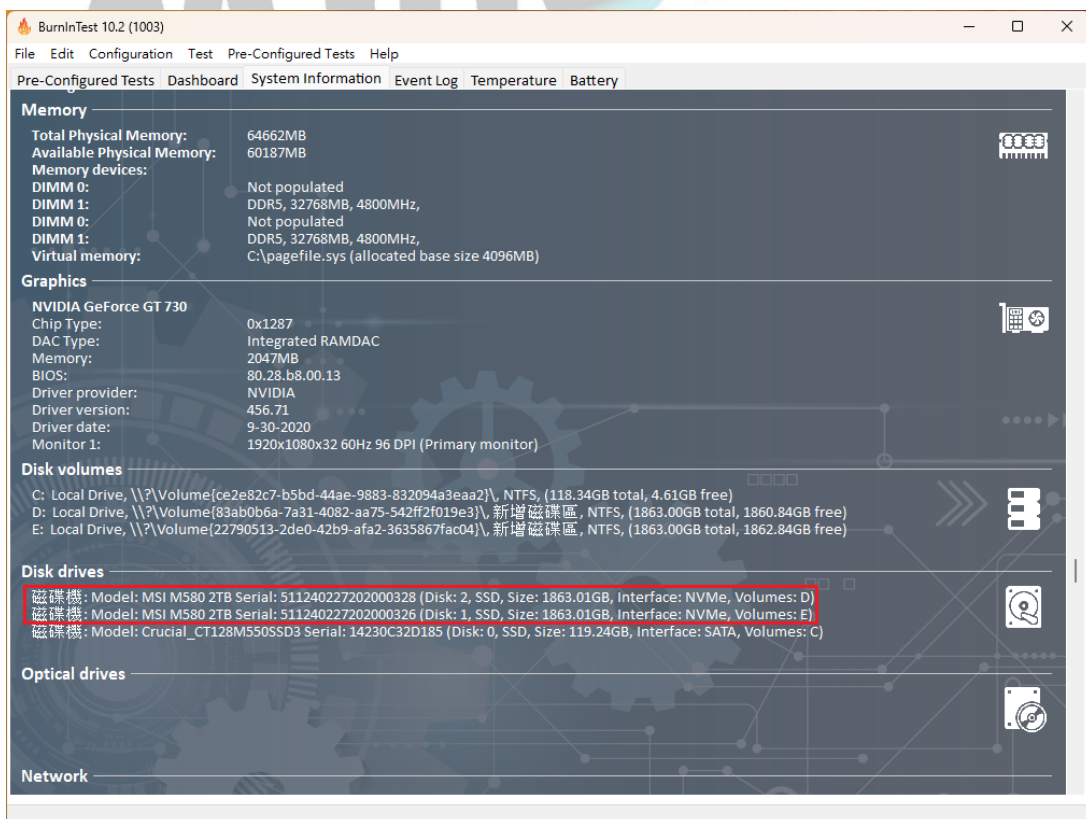 BurnInTest 10.2 (1003)
File Edit Configuration Test Pre-Configured Tests Help
Pre-Configured Tests Dashboard System Information Event Log Temperature Battery
Memory
Total Physical Memory: 64662MB
Available Physical Memory: 60187MB
Memory devices:
DIMM 0: Not populated
DIMM 1: DDR5, 32768MB, 4800MHz,
DIMM 0: Not populated
DIMM 1: DDR5, 32768MB, 4800MHz,
Virtual memory: C:\pagefile.sys (allocated base size 4096MB)
Graphics
NVIDIA GeForce GT 730
Chip Type: 0x1287
DAC Type: Integrated RAMDAC
Memory: 2047MB
BIOS: 80.28.b8.00.13
Driver provider: NVIDIA
Driver version: 456.71
Driver date: 9-30-2020
Monitor 1: 1920x1080x32 60Hz 96 DPI (Primary monitor)
Disk volumes
C: Local Drive, \\?\Volume{ce2e82c7-b5bd-44ae-9883-832094a3eaa2}\, NTFS, (118.34GB total, 4.61GB free)
D: Local Drive, \\?\Volume{83ab0b6a-7a31-4082-aa75-542ff2f019e3}\, 新增磁碟區, NTFS, (1863.00GB total, 1860.84GB free)
E: Local Drive, \\?\Volume{22790513-2de0-42b9-afa2-3635867fac04}\, 新增磁碟區, NTFS, (1863.00GB total, 1862.84GB free)
Disk drives
磁碟機: Model: MSI M580 2TB Serial: 511240227202000328 (Disk: 2, SSD, Size: 1863.01GB, Interface: NVMe, Volumes: D)
磁碟機: Model: MSI M580 2TB Serial: 511240227202000326 (Disk: 1, SSD, Size: 1863.01GB, Interface: NVMe, Volumes: E)
磁碟機: Model: Crucial_CT128M550SSD3 Serial: 14230C32D185 (Disk: 0, SSD, Size: 119.24GB, Interface: SATA, Volumes: C)
Optical drives
Network